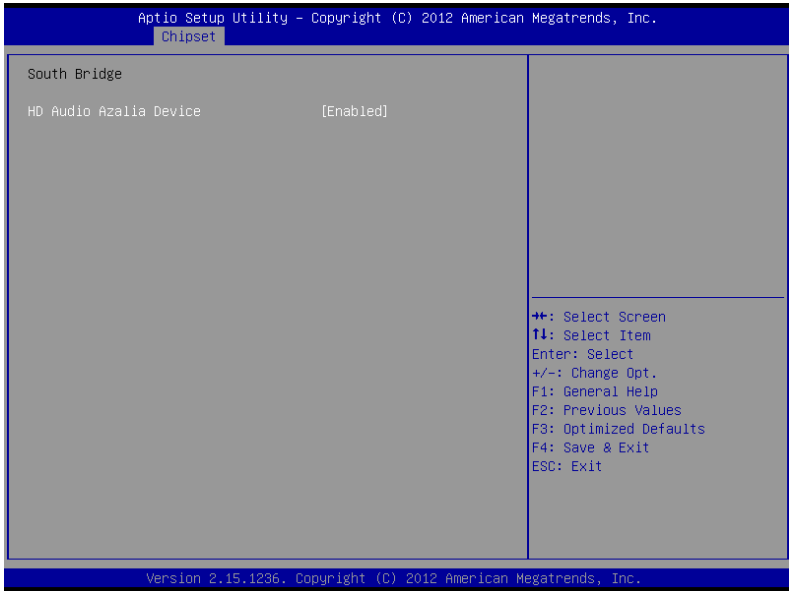 Aptio Setup Utility – Copyright (C) 2012 American Megatrends, Inc.
Chipset
South Bridge
HD Audio Azalia Device [Enabled]
→←: Select Screen
↑↓: Select Item
Enter: Select
+/-: Change Opt.
F1: General Help
F2: Previous Values
F3: Optimized Defaults
F4: Save & Exit
ESC: Exit
Version 2.15.1236. Copyright (C) 2012 American Megatrends, Inc.